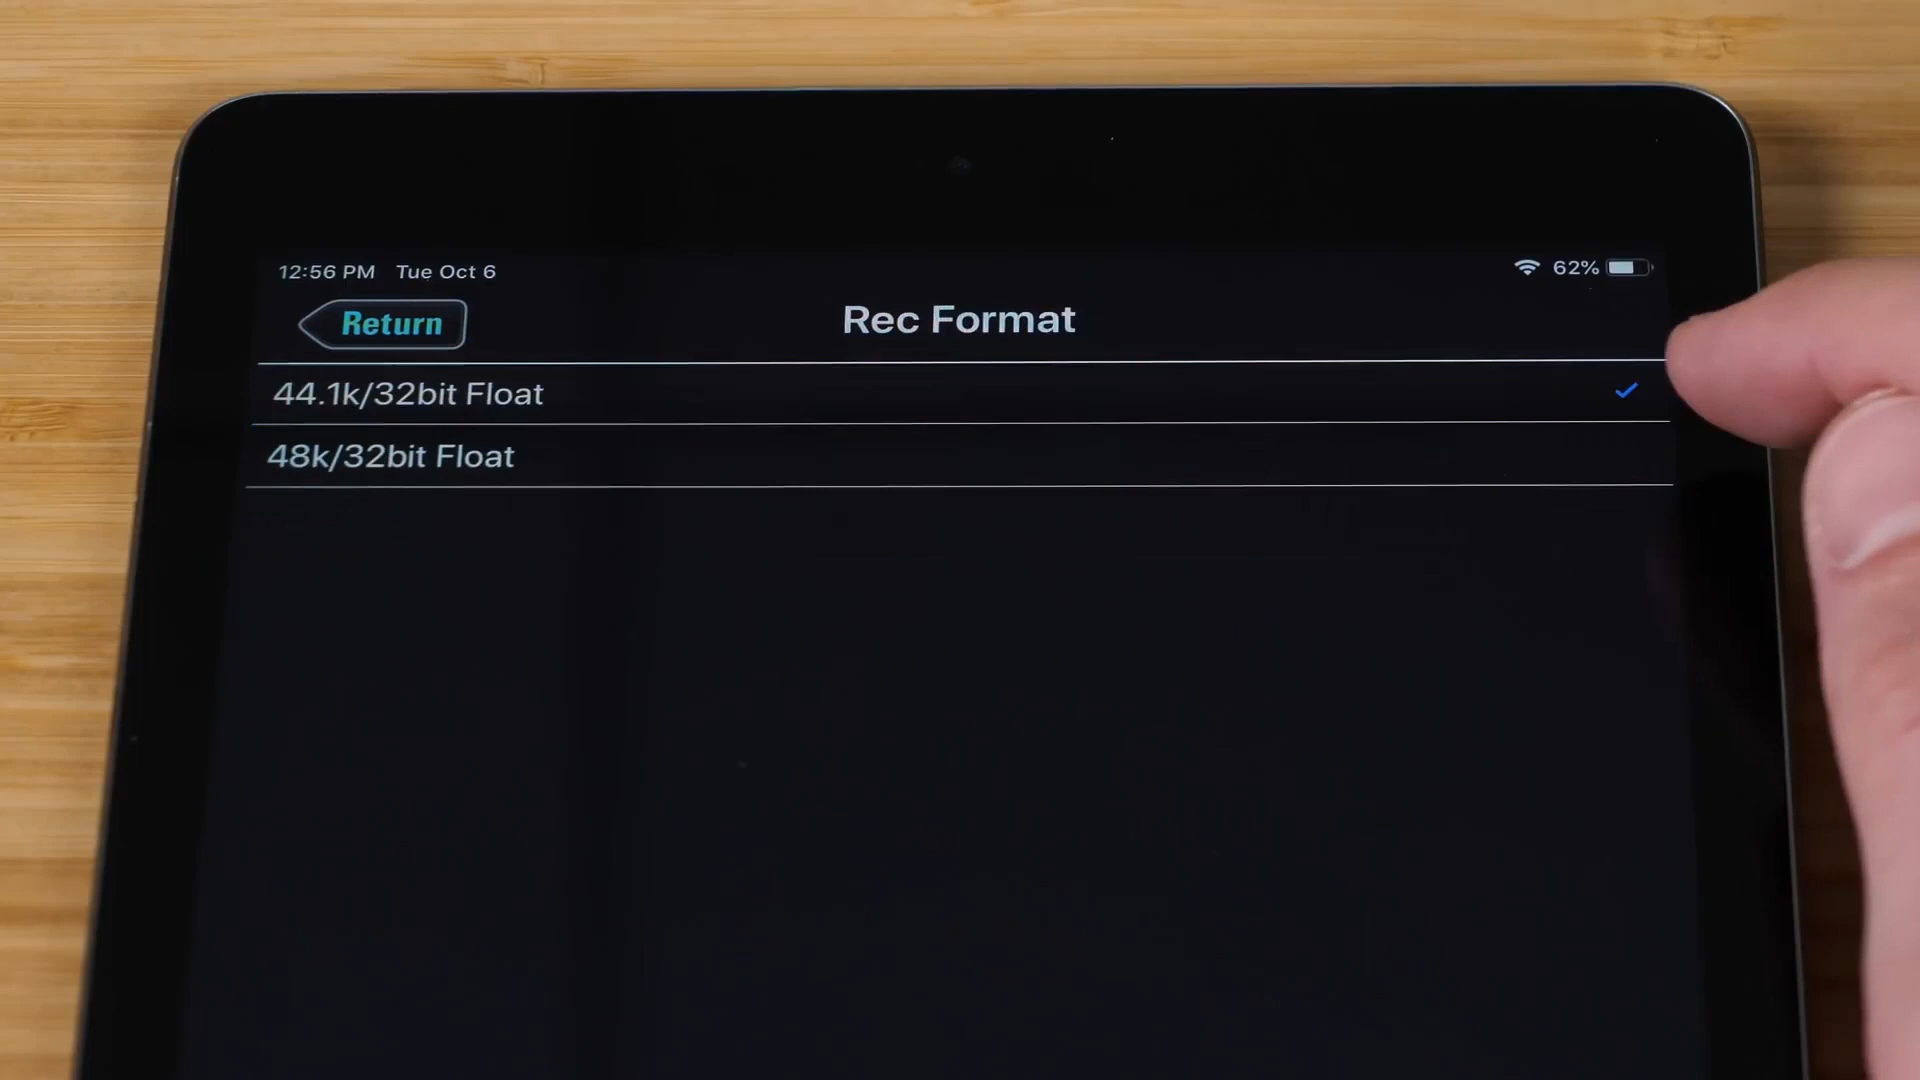 12:56 PM Tue Oct 6
62%
Return
Rec Format
44.1k/32bit Float
48k/32bit Float